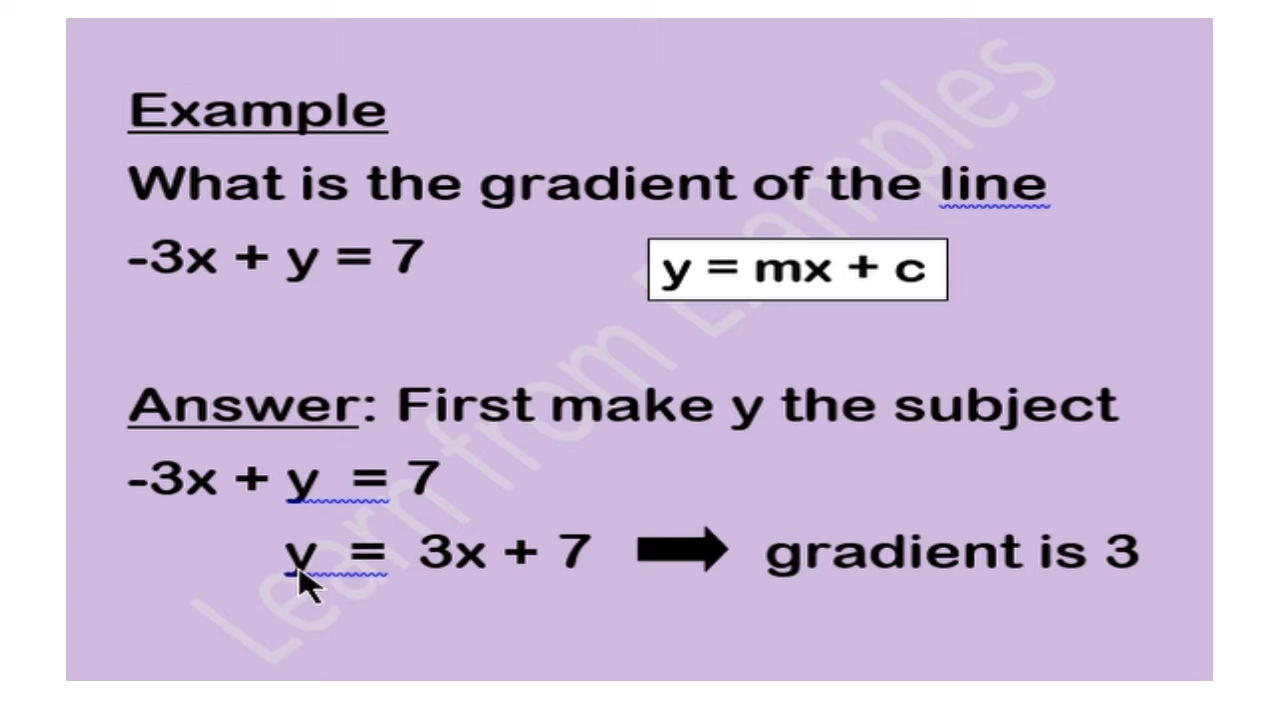 Example
What is the gradient of the line
-3x + y = 7
y = mx + c
Answer: First make y the subject
-3x + y = 7
y = 3x + 7 ➡ gradient is 3
Learn from Examples